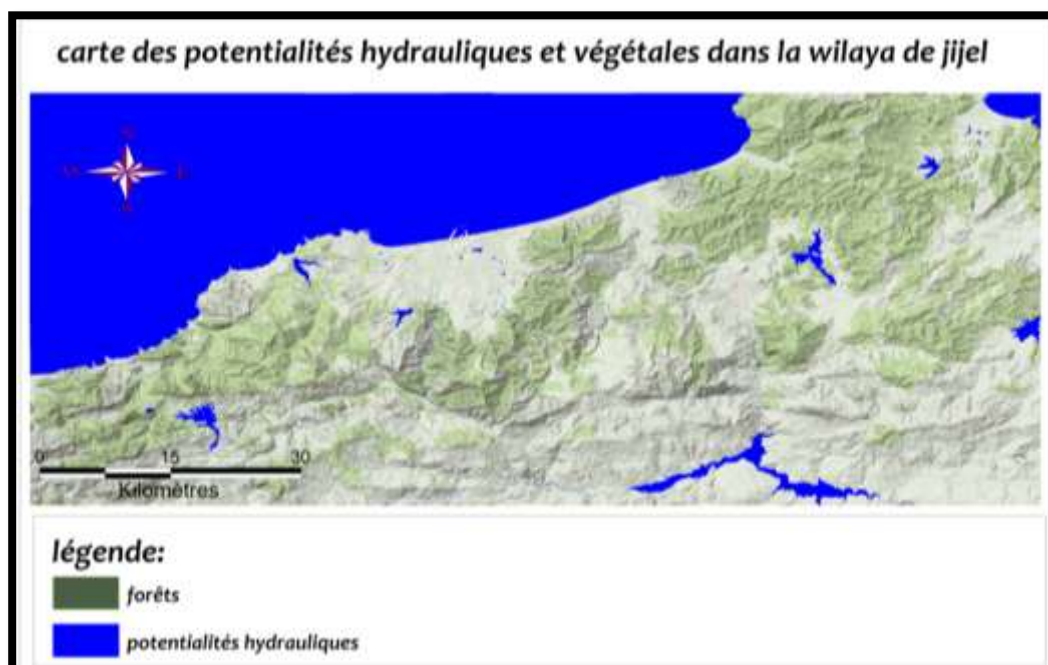 carte des potentialités hydrauliques et végétales dans la wilaya de jijel
0 15 30
Kilomètres
légende:
forêts
potentialités hydrauliques